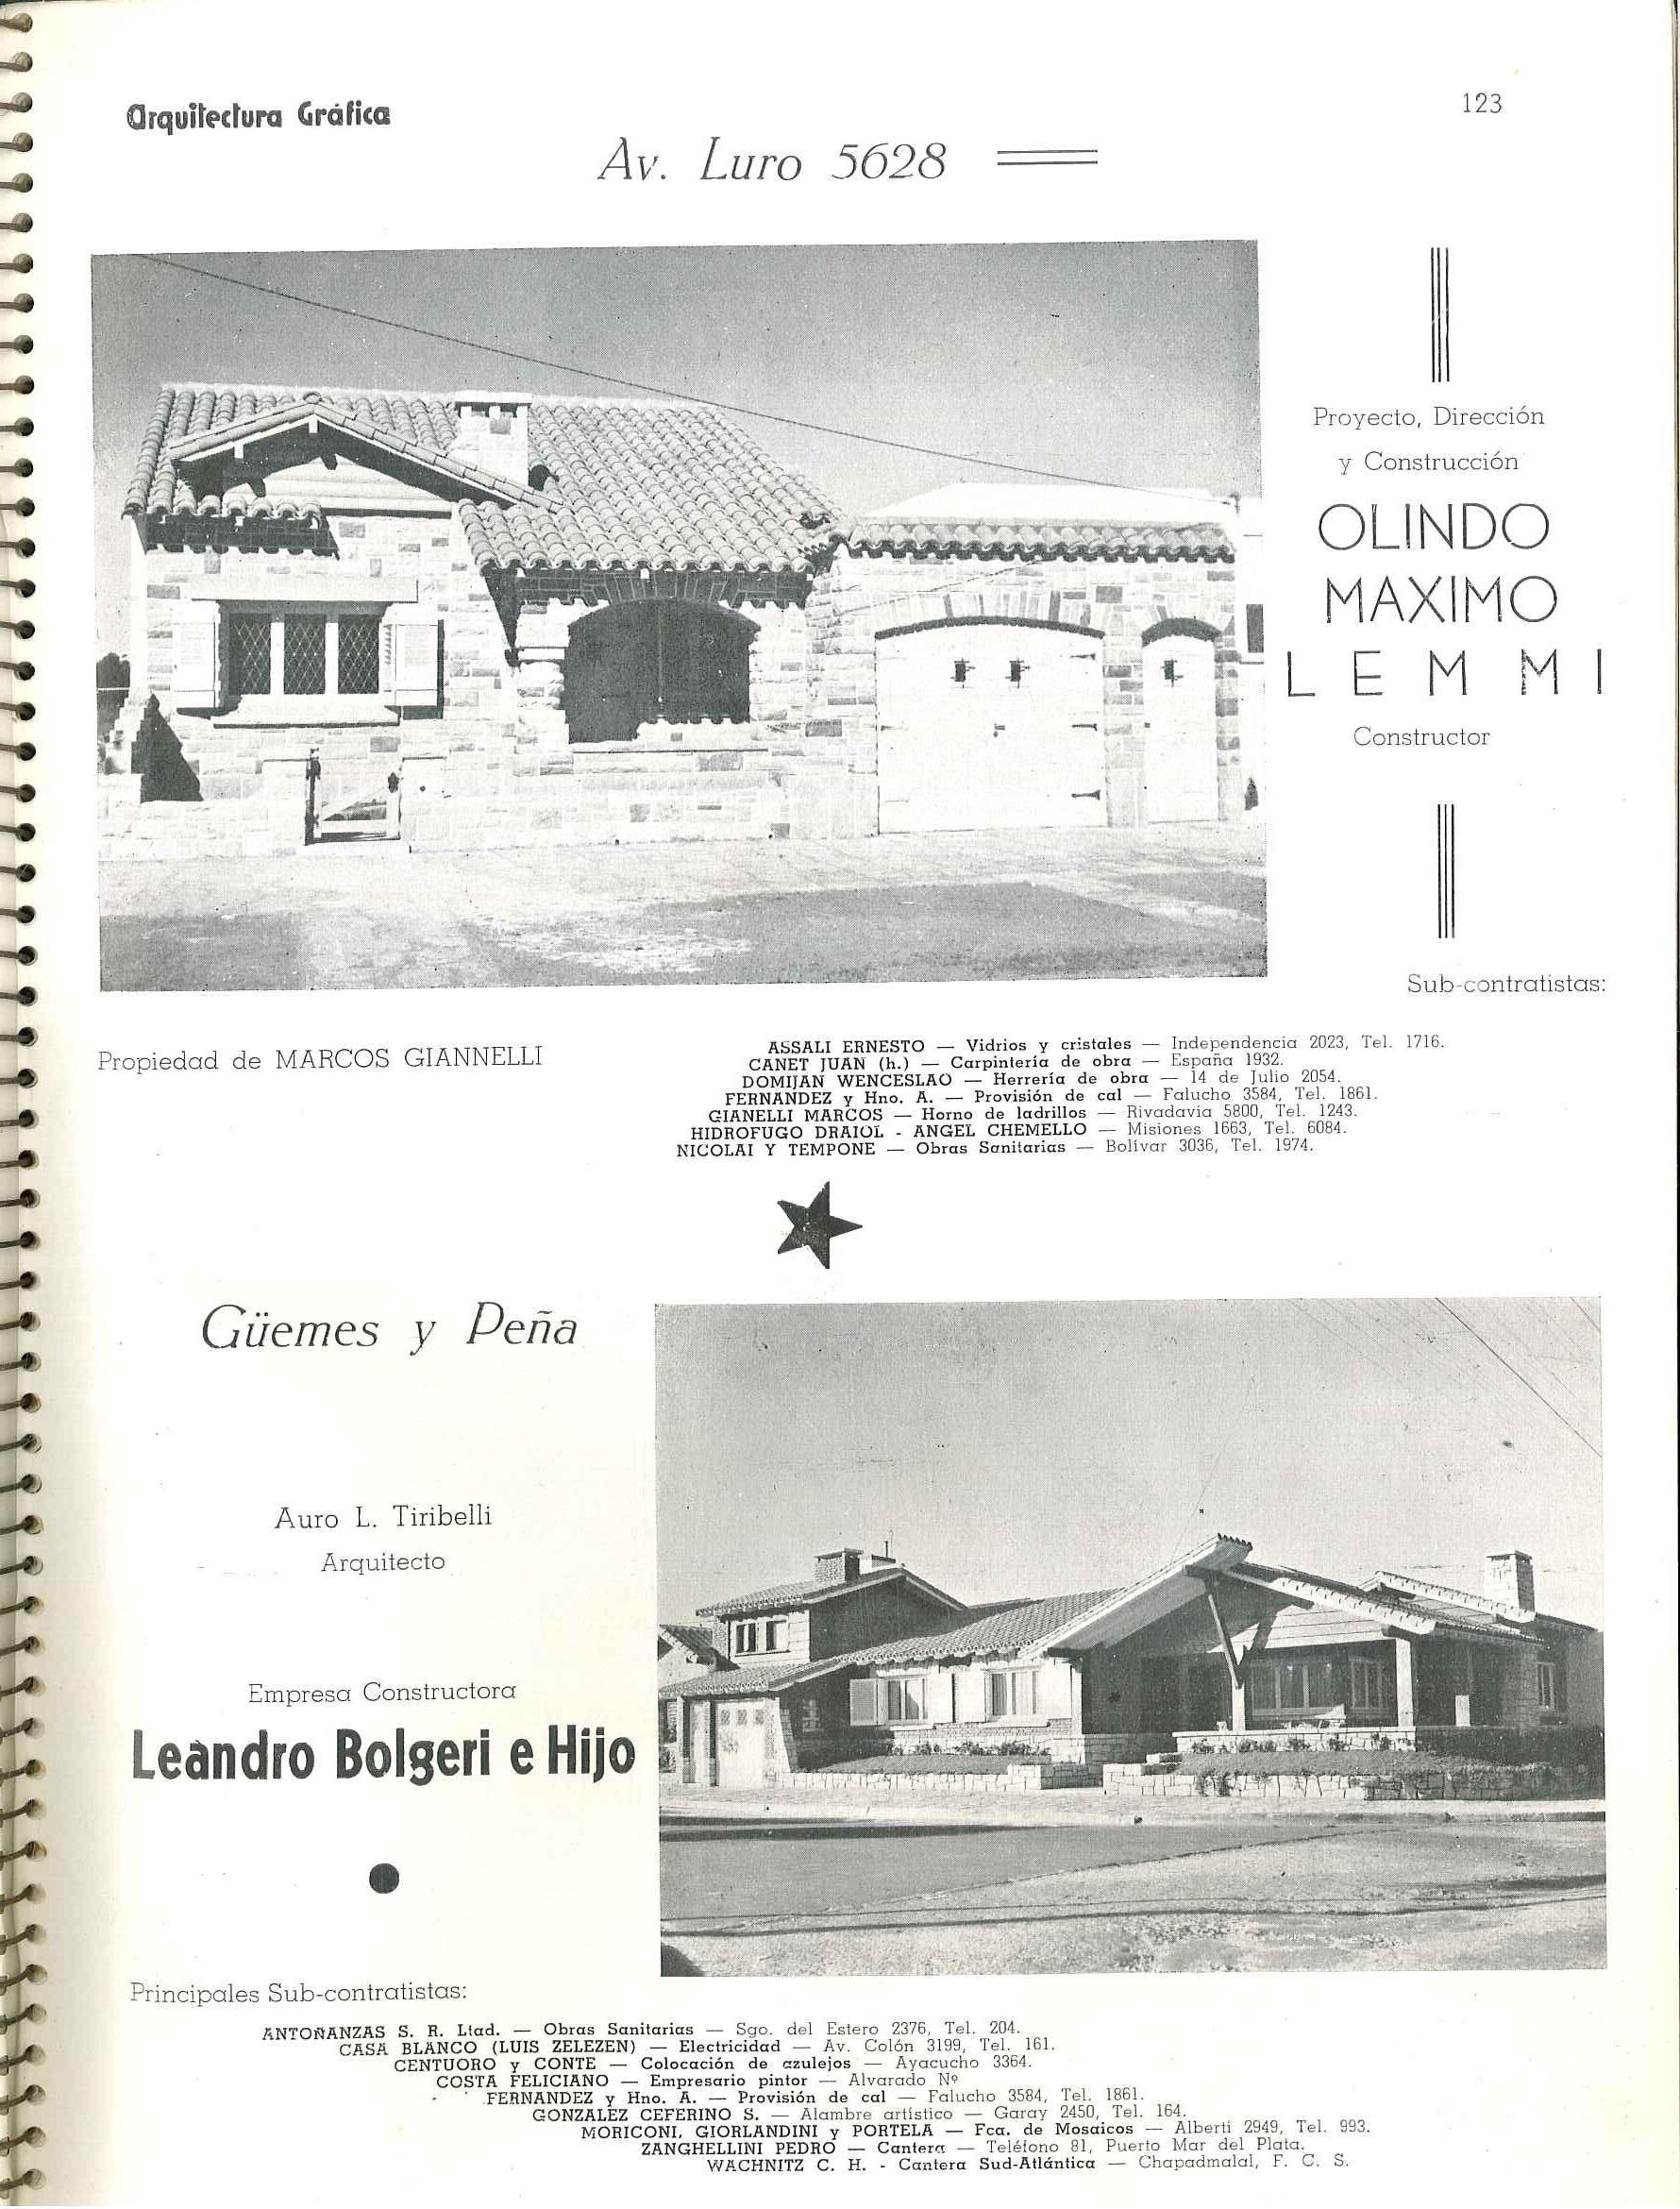 Arquitectura Gráfica
123
Av. Luro 5628
Proyecto, Dirección
y Construcción
OLINDO
MAXIMO
LEMMI
Constructor
Sub-contratistas:
Propiedad de MARCOS GIANNELLI
ASSALI ERNESTO — Vidrios y cristales — Independencia 2023, Tel. 1716.
CANET JUAN (h.) — Carpintería de obra — España 1932.
DOMIJAN WENCESLAO — Herrería de obra — 14 de Julio 2054.
FERNANDEZ y Hno. A. — Provisión de cal — Falucho 3584, Tel. 1861.
GIANELLI MARCOS — Horno de ladrillos — Rivadavia 5800, Tel. 1243.
HIDROFUGO DRAIOL - ANGEL CHEMELLO — Misiones 1663, Tel. 6084.
NICOLAI Y TEMPONE — Obras Sanitarias — Bolívar 3036, Tel. 1974.
Güemes y Peña
Auro L. Tiribelli
Arquitecto
Empresa Constructora
Leandro Bolgeri e Hijo
Principales Sub-contratistas:
ANTOÑANZAS S. R. Ltad. — Obras Sanitarias — Sgo. del Estero 2376, Tel. 204.
CASA BLANCO (LUIS ZELEZEN) — Electricidad — Av. Colón 3199, Tel. 161.
CENTUORO y CONTE — Colocación de azulejos — Ayacucho 3364.
COSTA FELICIANO — Empresario pintor — Alvarado Nº
FERNANDEZ y Hno. A. — Provisión de cal — Falucho 3584, Tel. 1861.
GONZALEZ CEFERINO S. — Alambre artístico — Garay 2450, Tel. 164.
MORICONI, GIORLANDINI y PORTELA — Fca. de Mosaicos — Alberti 2949, Tel. 993.
ZANGHELLINI PEDRO — Cantera — Teléfono 81, Puerto Mar del Plata.
WACHNITZ C. H. - Cantera Sud-Atlántica — Chapadmalal, F. C. S.